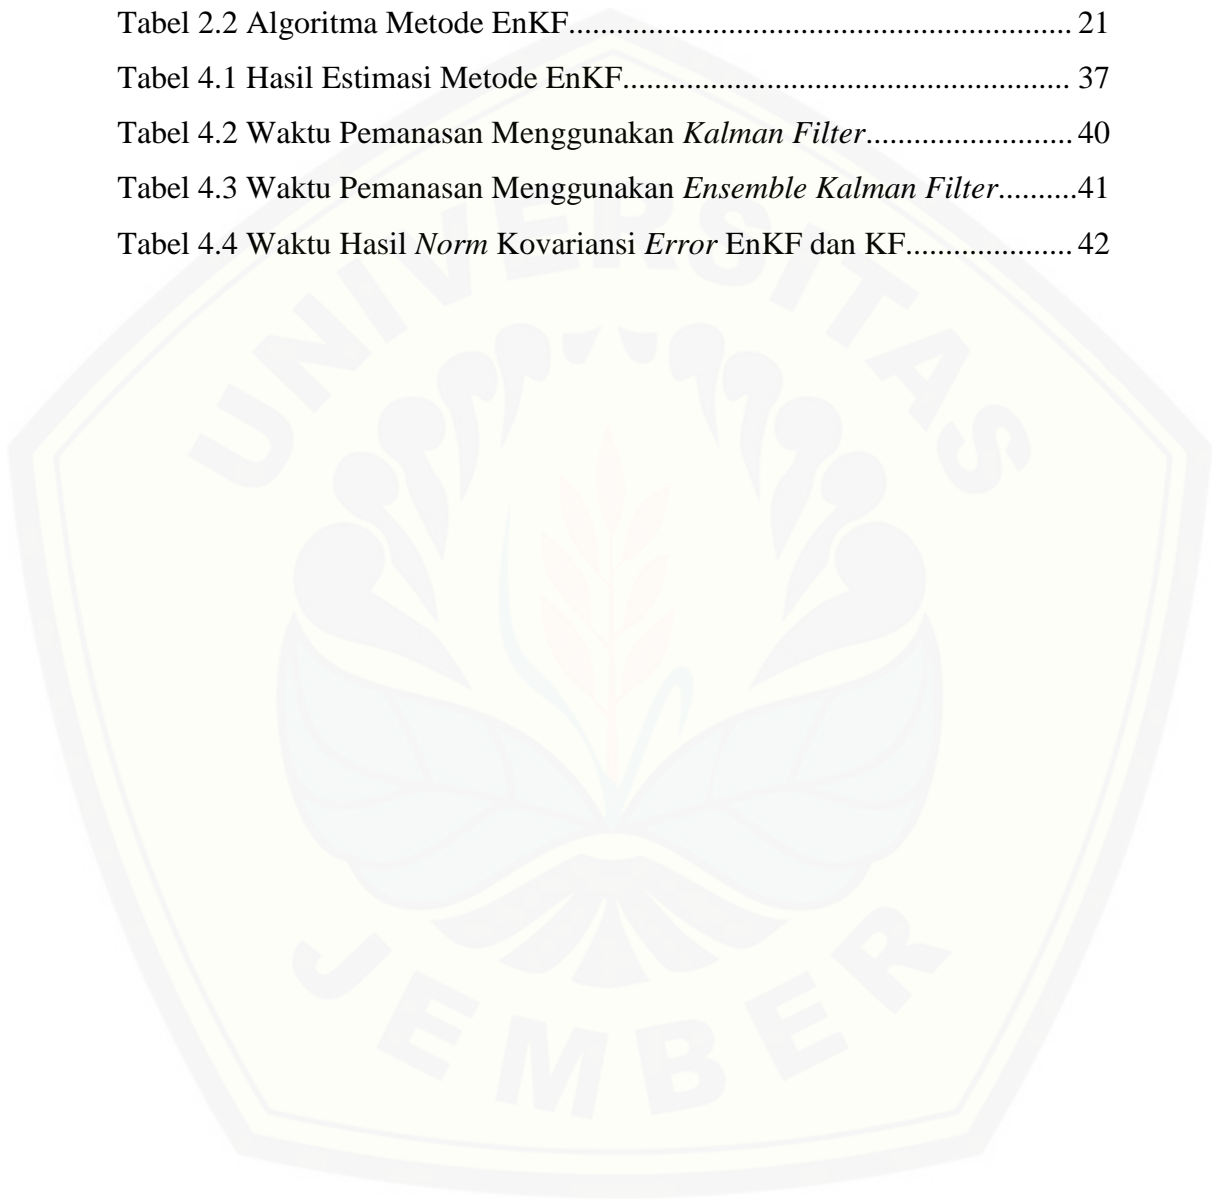 Tabel 2.2 Algoritma Metode EnKF............................................................... 21
Tabel 4.1 Hasil Estimasi Metode EnKF........................................................ 37
Tabel 4.2 Waktu Pemanasan Menggunakan Kalman Filter.......................... 40
Tabel 4.3 Waktu Pemanasan Menggunakan Ensemble Kalman Filter..........41
Tabel 4.4 Waktu Hasil Norm Kovariansi Error EnKF dan KF..................... 42
UNIVERSITAS
JEMBER